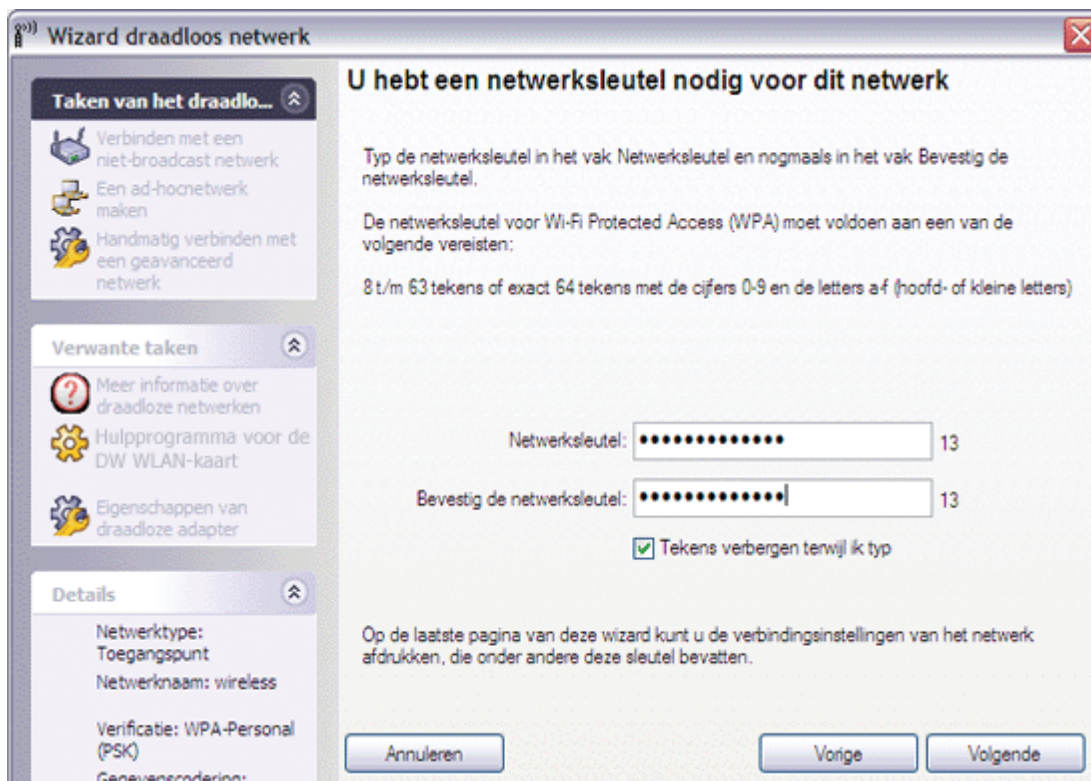 Wizard draadloos netwerk
Taken van het draadlo...
Verbinden met een
niet-broadcast netwerk
Een ad-hocnetwerk
maken
Handmatig verbinden met
een geavanceerd
netwerk
Verwante taken
Meer informatie over
draadloze netwerken
Hulpprogramma voor de
DW WLAN-kaart
Eigenschappen van
draadloze adapter
Details
Netwerktype:
Toegangspunt
Netwerknaam: wireless
Verificatie: WPA-Personal
(PSK)
Gegevenscodering:
U hebt een netwerksleutel nodig voor dit netwerk
Typ de netwerksleutel in het vak Netwerksleutel en nogmaals in het vak Bevestig de
netwerksleutel.
De netwerksleutel voor Wi-Fi Protected Access (WPA) moet voldoen aan een van de
volgende vereisten:
8 t/m 63 tekens of exact 64 tekens met de cijfers 0-9 en de letters a-f (hoofd- of kleine letters)
Netwerksleutel: ••••••••••••• 13
Bevestig de netwerksleutel: ••••••••••••• 13
Tekens verbergen terwijl ik typ
Op de laatste pagina van deze wizard kunt u de verbindingsinstellingen van het netwerk
afdrukken, die onder andere deze sleutel bevatten.
Annuleren
Vorige
Volgende